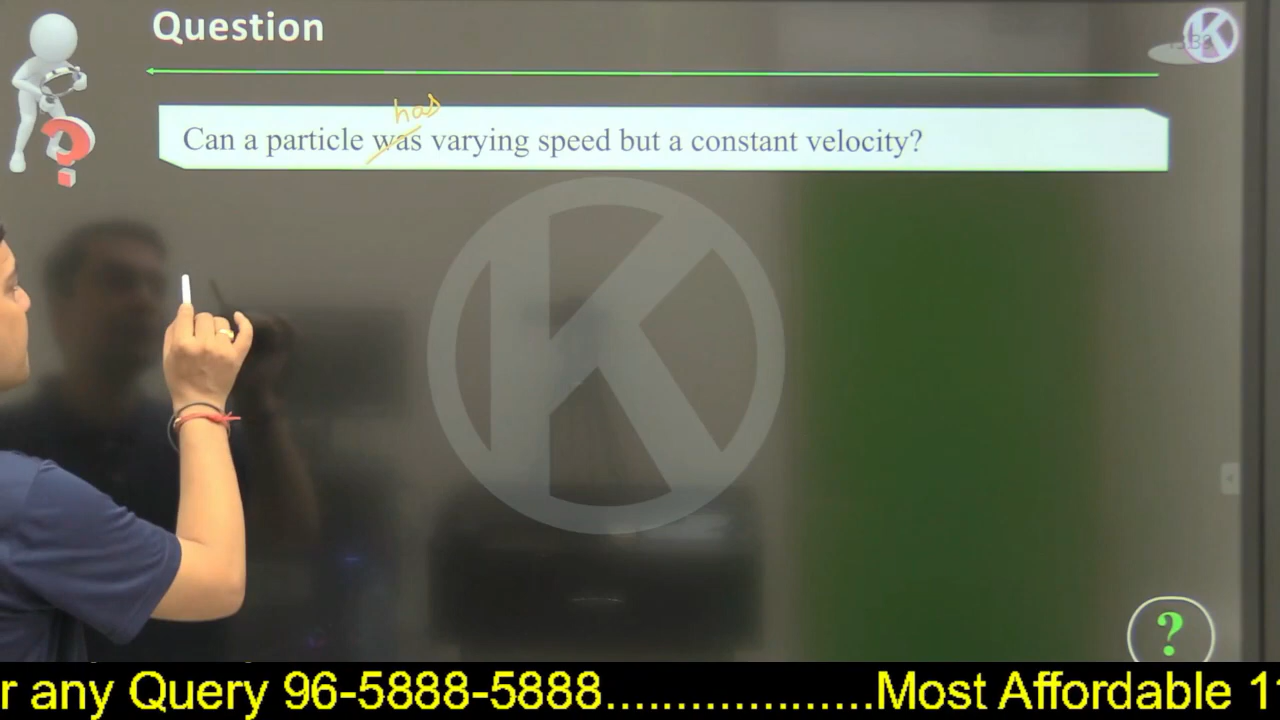 Question
has
Can a particle was varying speed but a constant velocity?
?
r any Query 96-5888-5888..................Most Affordable 1